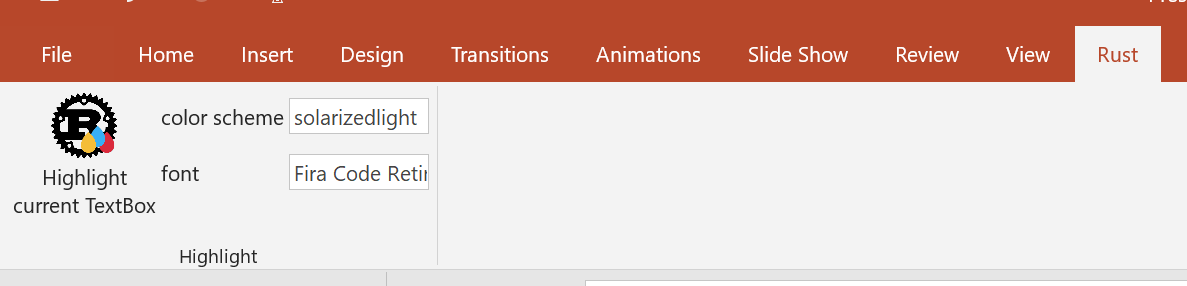 File Home Insert Design Transitions Animations Slide Show Review View Rust
color scheme solarizedlight
font Fira Code Retin
Highlight
current TextBox
Highlight